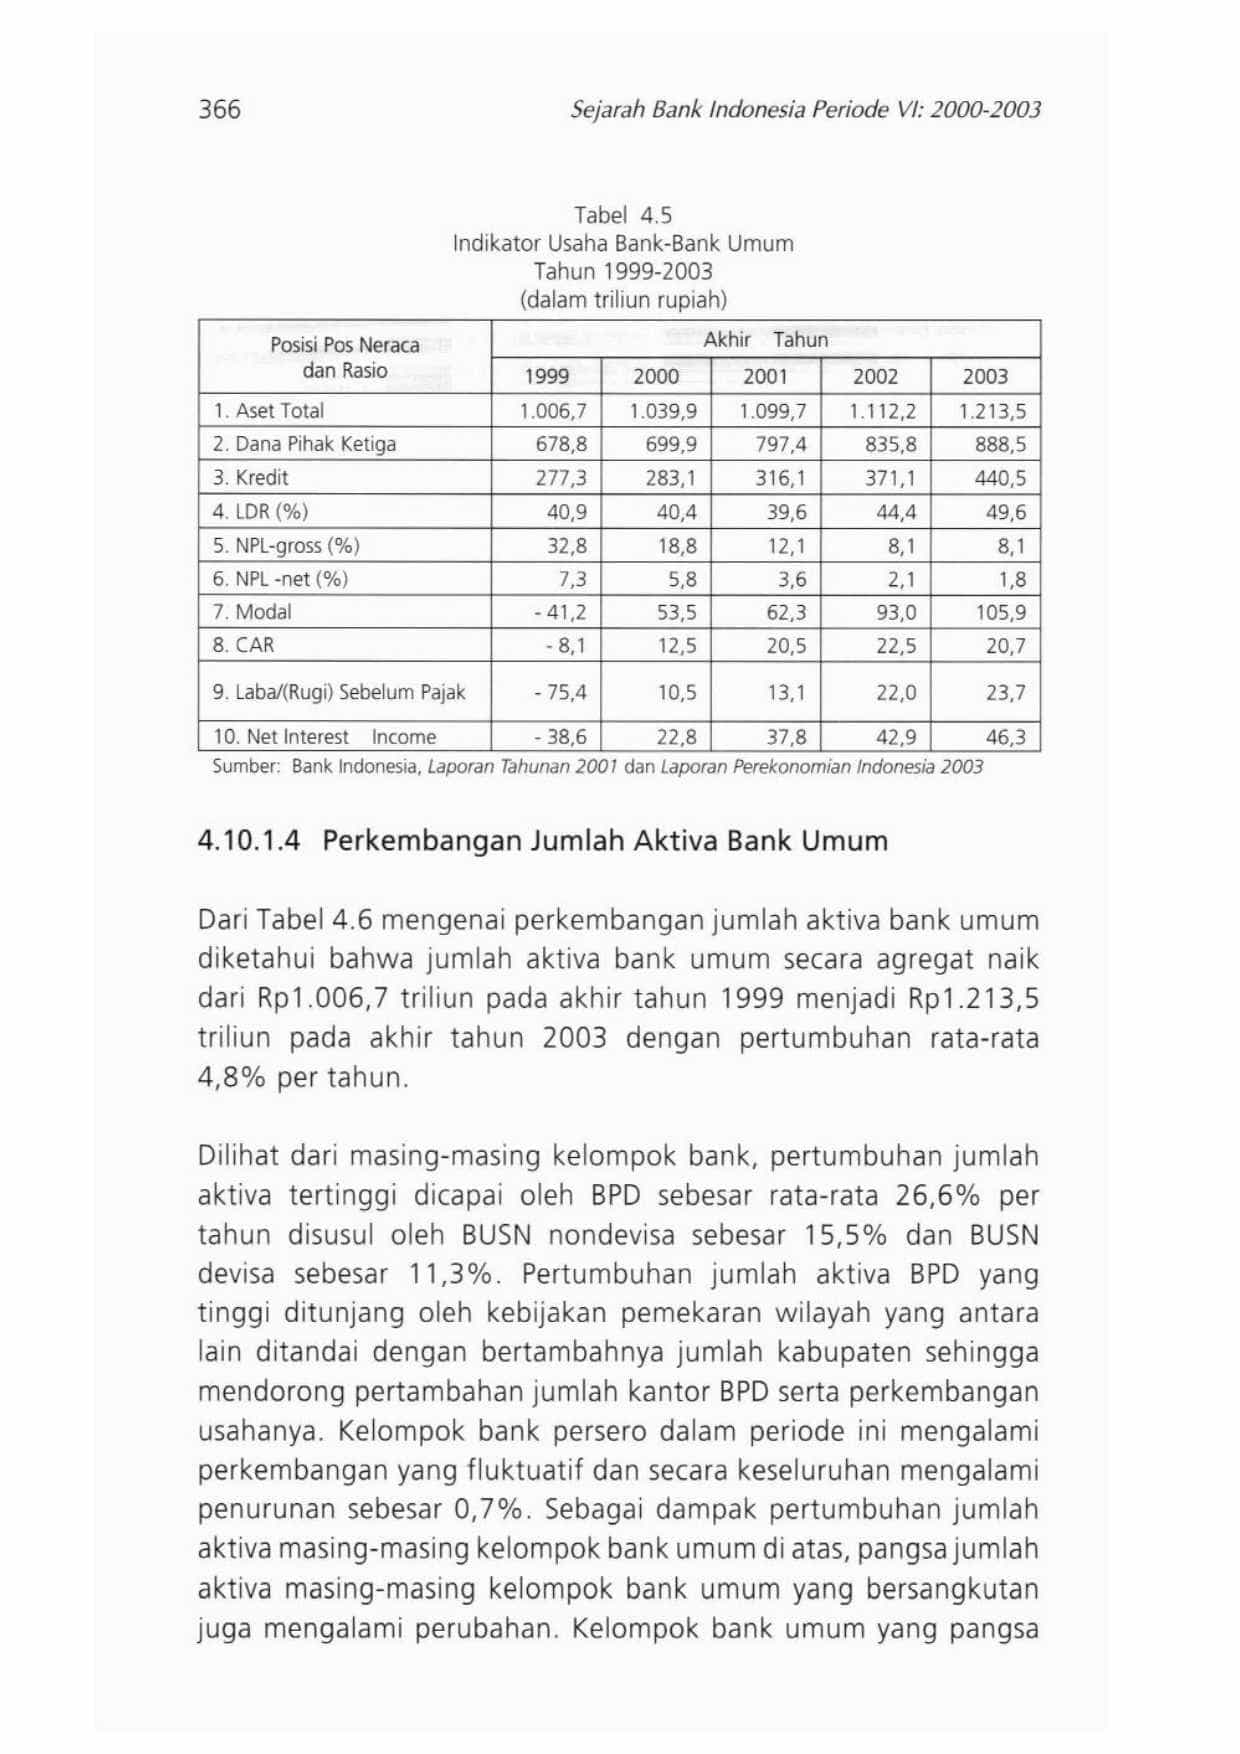 366 Sejarah Bank Indonesia Periode VI: 2000-2003
Tabel 4.5
Indikator Usaha Bank-Bank Umum
Tahun 1999-2003
(dalam triliun rupiah)
Posisi Pos Neraca dan Rasio Akhir Tahun
1999 2000 2001 2002 2003
1. Aset Total 1.006,7 1.039,9 1.099,7 1.112,2 1.213,5
2. Dana Pihak Ketiga 678,8 699,9 797,4 835,8 888,5
3. Kredit 277,3 283,1 316,1 371,1 440,5
4. LDR (%) 40,9 40,4 39,6 44,4 49,6
5. NPL-gross (%) 32,8 18,8 12,1 8,1 8,1
6. NPL -net (%) 7,3 5,8 3,6 2,1 1,8
7. Modal - 41,2 53,5 62,3 93,0 105,9
8. CAR - 8,1 12,5 20,5 22,5 20,7
9. Laba/(Rugi) Sebelum Pajak - 75,4 10,5 13,1 22,0 23,7
10. Net Interest Income - 38,6 22,8 37,8 42,9 46,3
Sumber: Bank Indonesia, Laporan Tahunan 2001 dan Laporan Perekonomian Indonesia 2003
4.10.1.4 Perkembangan Jumlah Aktiva Bank Umum
Dari Tabel 4.6 mengenai perkembangan jumlah aktiva bank umum
diketahui bahwa jumlah aktiva bank umum secara agregat naik
dari Rp1.006,7 triliun pada akhir tahun 1999 menjadi Rp1.213,5
triliun pada akhir tahun 2003 dengan pertumbuhan rata-rata
4,8% per tahun.
Dilihat dari masing-masing kelompok bank, pertumbuhan jumlah
aktiva tertinggi dicapai oleh BPD sebesar rata-rata 26,6% per
tahun disusul oleh BUSN nondevisa sebesar 15,5% dan BUSN
devisa sebesar 11,3%. Pertumbuhan jumlah aktiva BPD yang
tinggi ditunjang oleh kebijakan pemekaran wilayah yang antara
lain ditandai dengan bertambahnya jumlah kabupaten sehingga
mendorong pertambahan jumlah kantor BPD serta perkembangan
usahanya. Kelompok bank persero dalam periode ini mengalami
perkembangan yang fluktuatif dan secara keseluruhan mengalami
penurunan sebesar 0,7%. Sebagai dampak pertumbuhan jumlah
aktiva masing-masing kelompok bank umum di atas, pangsa jumlah
aktiva masing-masing kelompok bank umum yang bersangkutan
juga mengalami perubahan. Kelompok bank umum yang pangsa